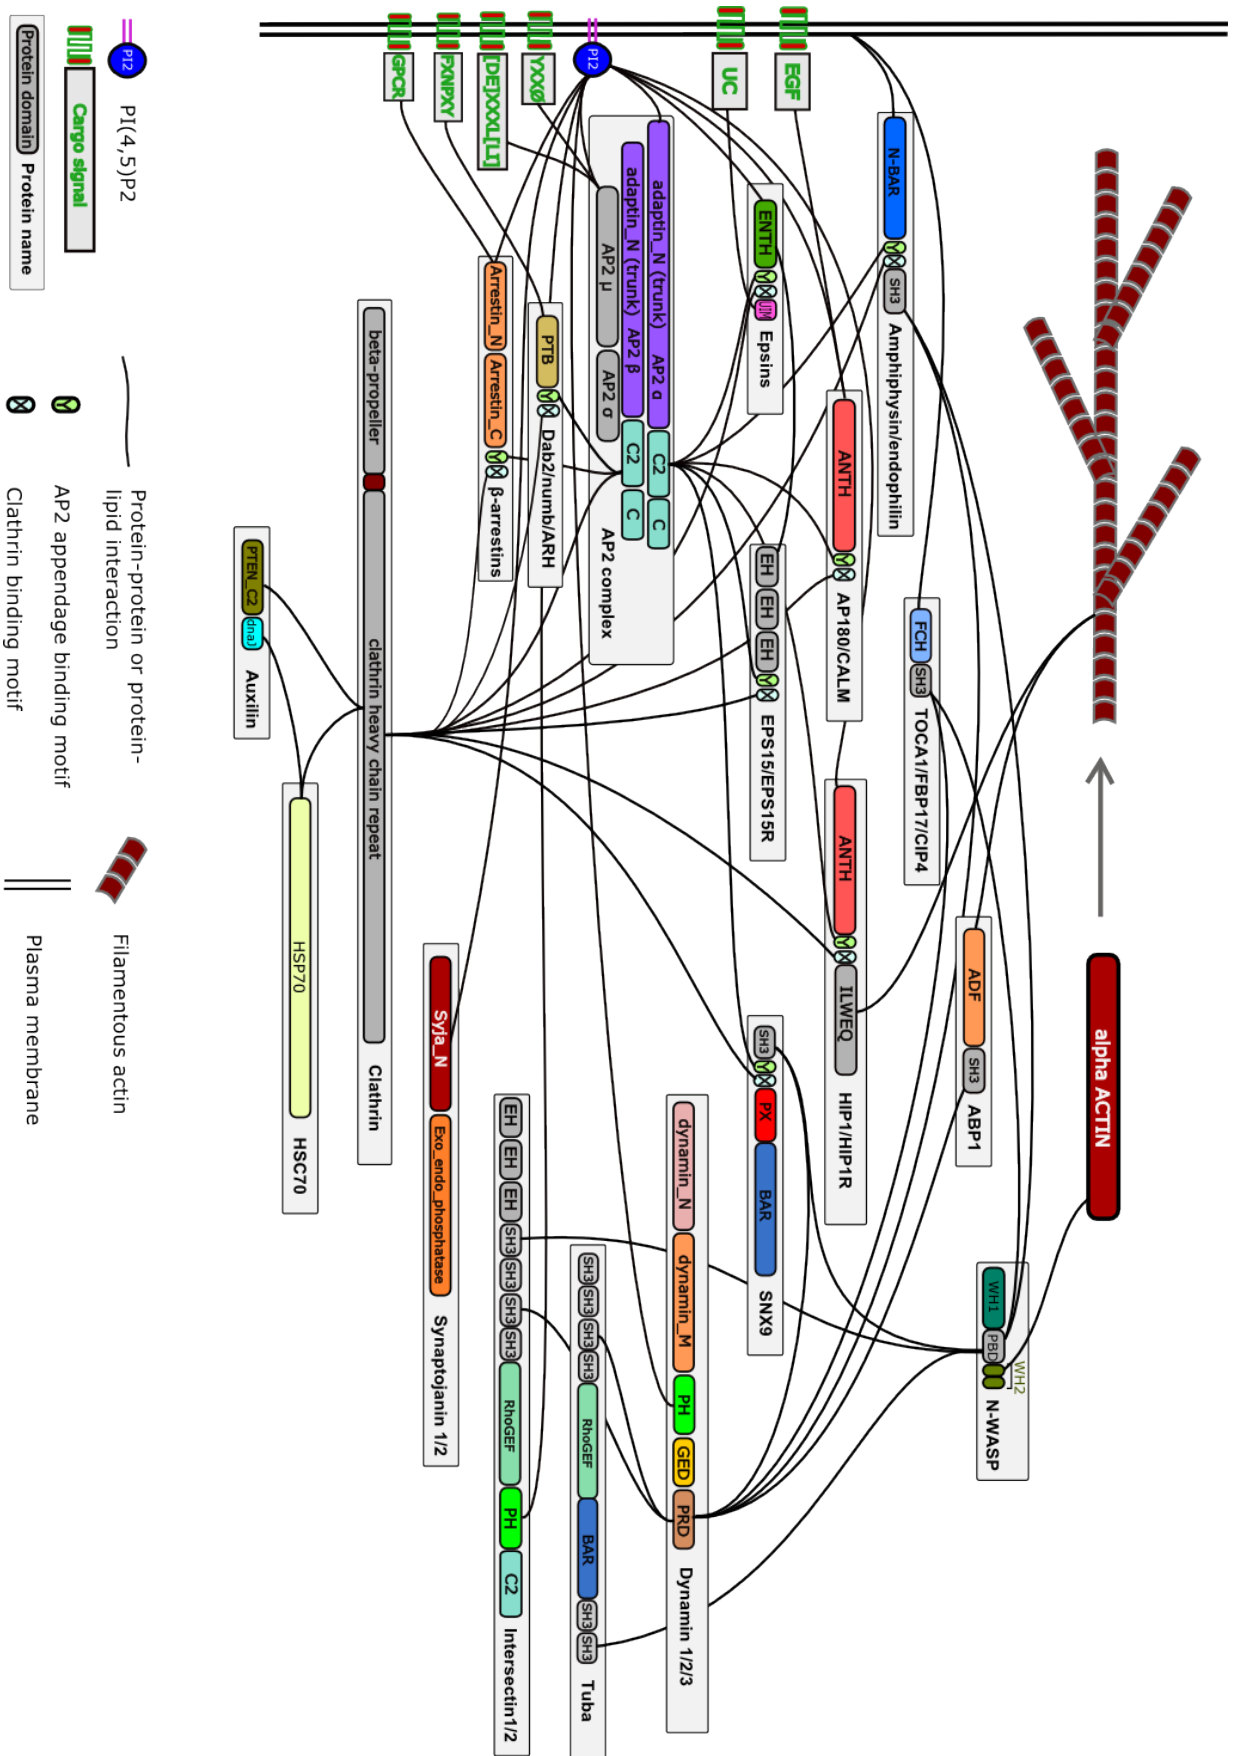 alpha ACTIN
WH2
WH1
PBD
N-WASP
ADF
SH3
ABP1
FCH
SH3
TOCA1/FBP17/CIP4
N-BAR
Y
X
SH3
Amphiphysin/endophilin
ANTH
Y
X
AP180/CALM
ANTH
Y
X
ILWEQ
HIP1/HIP1R
EGF
UC
ENTH
Y
X
UIM
Epsins
EH
EH
EH
Y
X
EPS15/EPS15R
SH3
Y
X
PX
BAR
SNX9
PI2
adaptin_N (trunk) AP2 α
C2
C
adaptin_N (trunk) AP2 β
C2
C
AP2 μ
AP2 σ
AP2 complex
dynamin_N
dynamin_M
PH
GED
PRD
Dynamin 1/2/3
YXXØ
[DE]XXXL[LI]
FXNPXY
GPCR
PTB
Y
X
Dab2/numb/ARH
SH3
SH3
SH3
SH3
RhoGEF
BAR
SH3
SH3
Tuba
Arrestin_N
Arrestin_C
Y
X
β-arrestins
EH
EH
EH
SH3
SH3
SH3
SH3
RhoGEF
PH
C2
Intersectin1/2
Syja_N
Exo_endo_phosphatase
Synaptojanin 1/2
beta-propeller
clathrin heavy chain repeat
Clathrin
HSP70
HSC70
PTEN_C2
dnaJ
Auxilin
PI2
PI(4,5)P2
Cargo signal
Protein domain
Protein name
Protein-protein or protein-
lipid interaction
Y
AP2 appendage binding motif
X
Clathrin binding motif
Filamentous actin
Plasma membrane